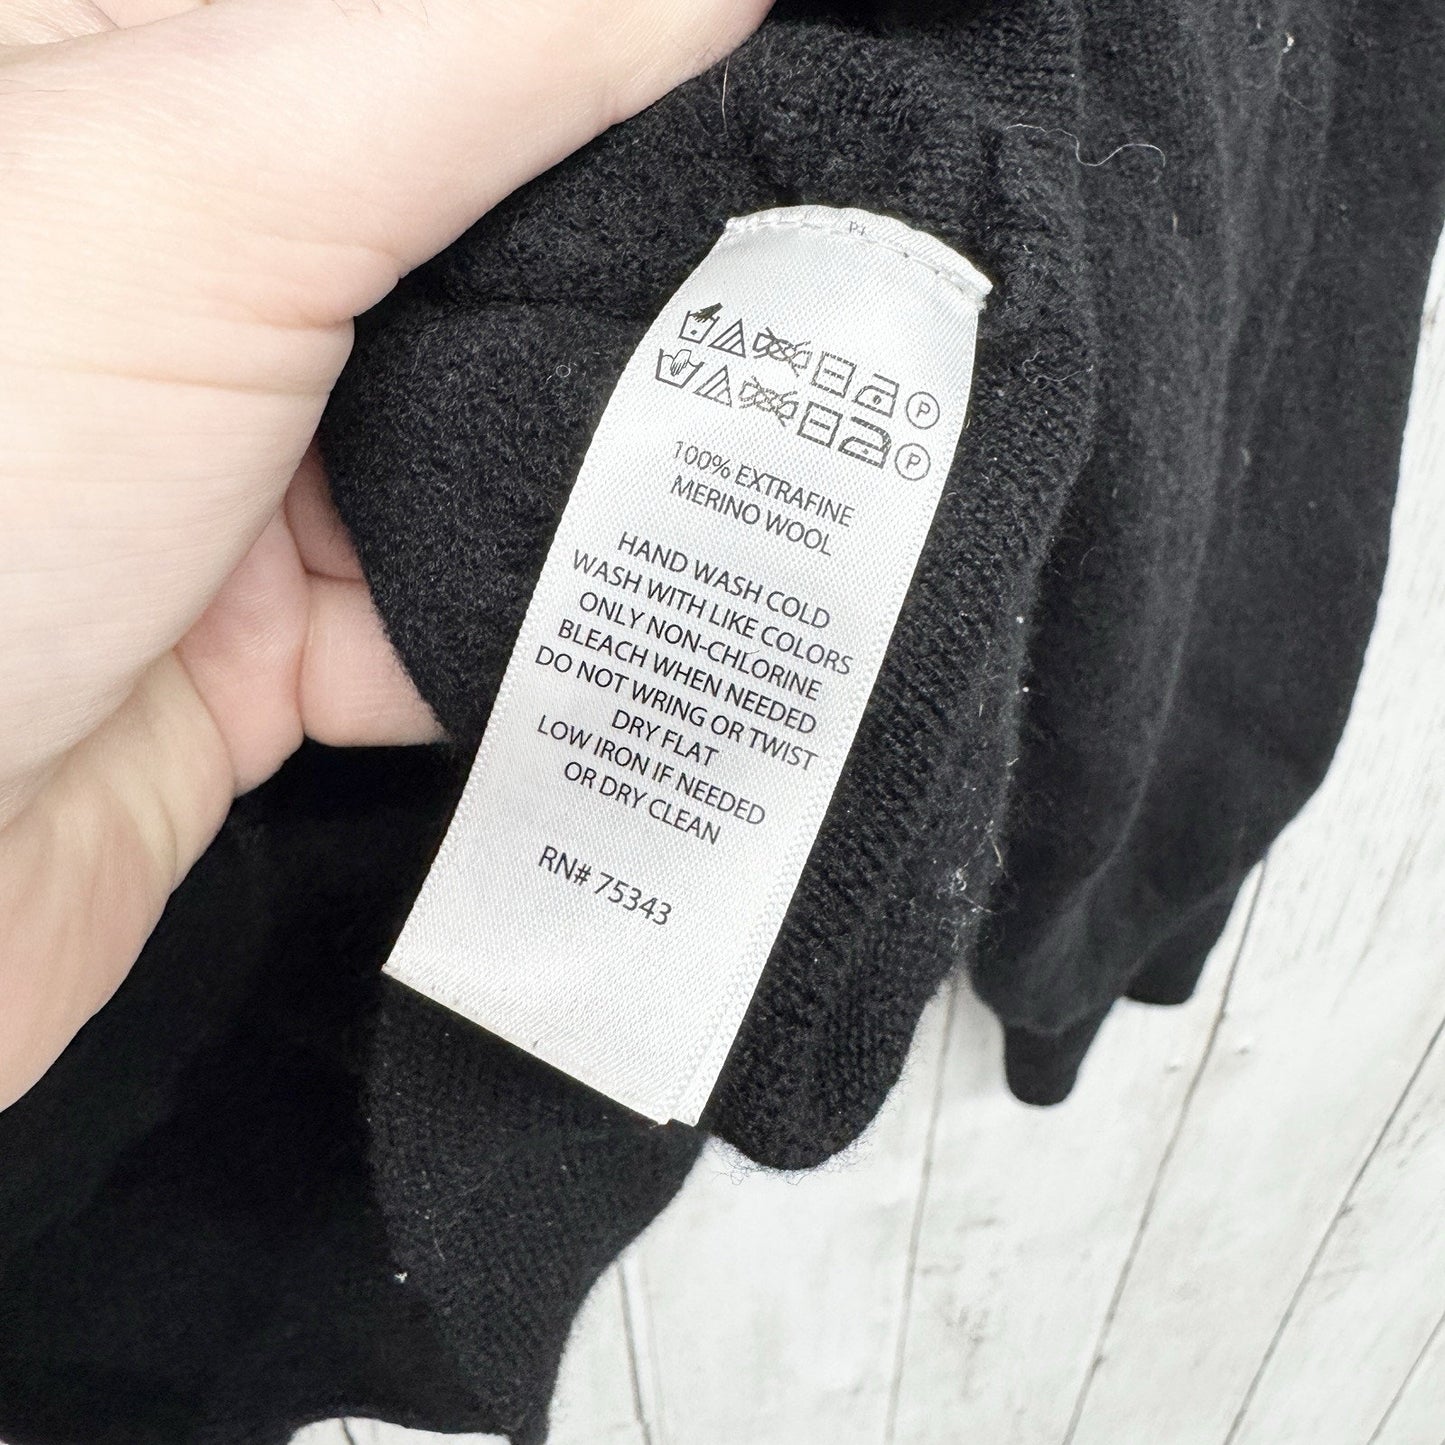 P
P
100% EXTRAFINE
MERINO WOOL
HAND WASH COLD
WASH WITH LIKE COLORS
ONLY NON-CHLORINE
BLEACH WHEN NEEDED
DO NOT WRING OR TWIST
DRY FLAT
LOW IRON IF NEEDED
OR DRY CLEAN
RN# 75343